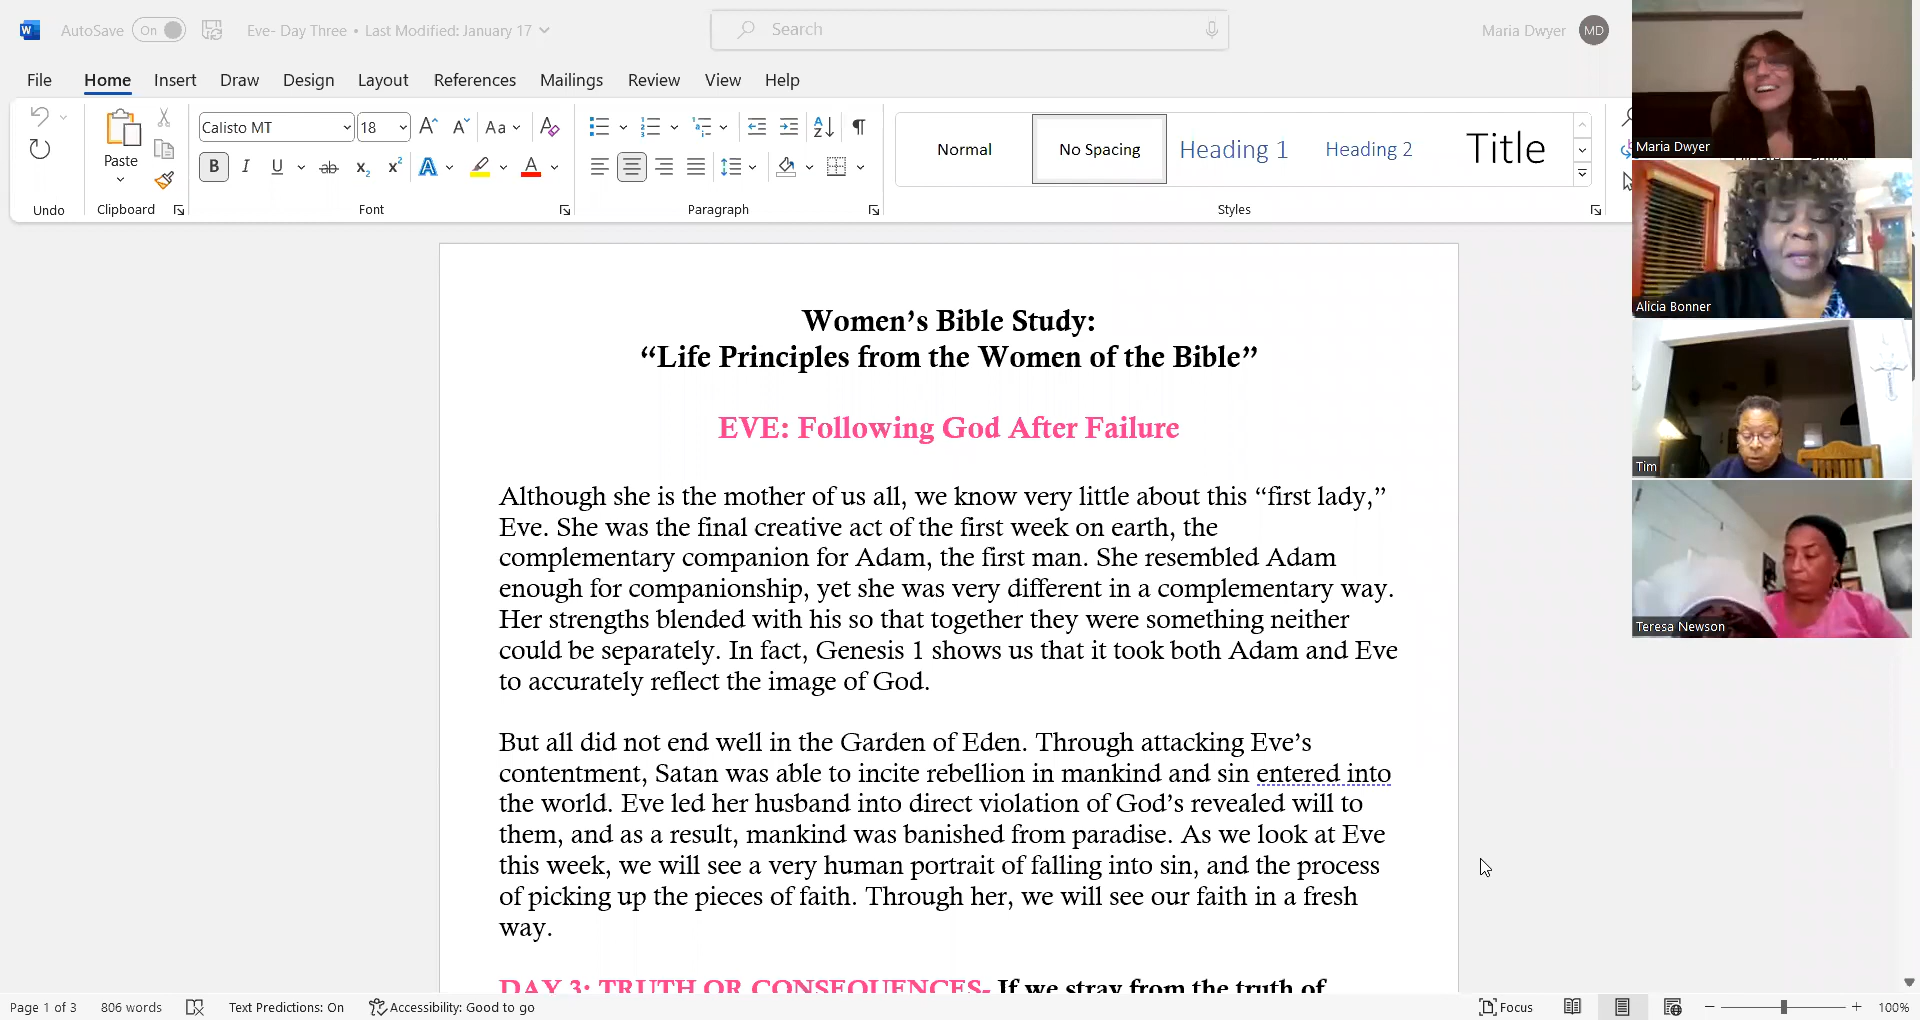 AutoSave On Eve- Day Three • Last Modified: January 17 Search Maria Dwyer MD
File Home Insert Draw Design Layout References Mailings Review View Help
Calisto MT 18 Aa
Paste
B I U ab x₂ x² A A
Normal No Spacing Heading 1 Heading 2 Title
Undo Clipboard Font Paragraph Styles
Maria Dwyer
Alicia Bonner
Tim
Teresa Newson
Women’s Bible Study:
“Life Principles from the Women of the Bible”
EVE: Following God After Failure
Although she is the mother of us all, we know very little about this “first lady,”
Eve. She was the final creative act of the first week on earth, the
complementary companion for Adam, the first man. She resembled Adam
enough for companionship, yet she was very different in a complementary way.
Her strengths blended with his so that together they were something neither
could be separately. In fact, Genesis 1 shows us that it took both Adam and Eve
to accurately reflect the image of God.
But all did not end well in the Garden of Eden. Through attacking Eve’s
contentment, Satan was able to incite rebellion in mankind and sin entered into
the world. Eve led her husband into direct violation of God’s revealed will to
them, and as a result, mankind was banished from paradise. As we look at Eve
this week, we will see a very human portrait of falling into sin, and the process
of picking up the pieces of faith. Through her, we will see our faith in a fresh
way.
DAY 3: TRUTH OR CONSEQUENCES- If we stray from the truth of
Page 1 of 3 806 words Text Predictions: On Accessibility: Good to go Focus 100%